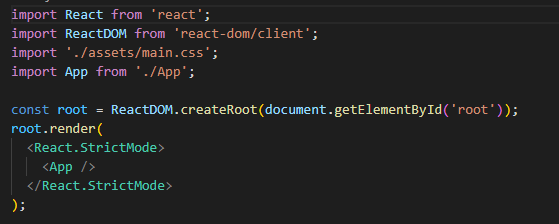 import React from 'react';
import ReactDOM from 'react-dom/client';
import './assets/main.css';
import App from './App';

const root = ReactDOM.createRoot(document.getElementById('root'));
root.render(
  <React.StrictMode>
    <App />
  </React.StrictMode>
);